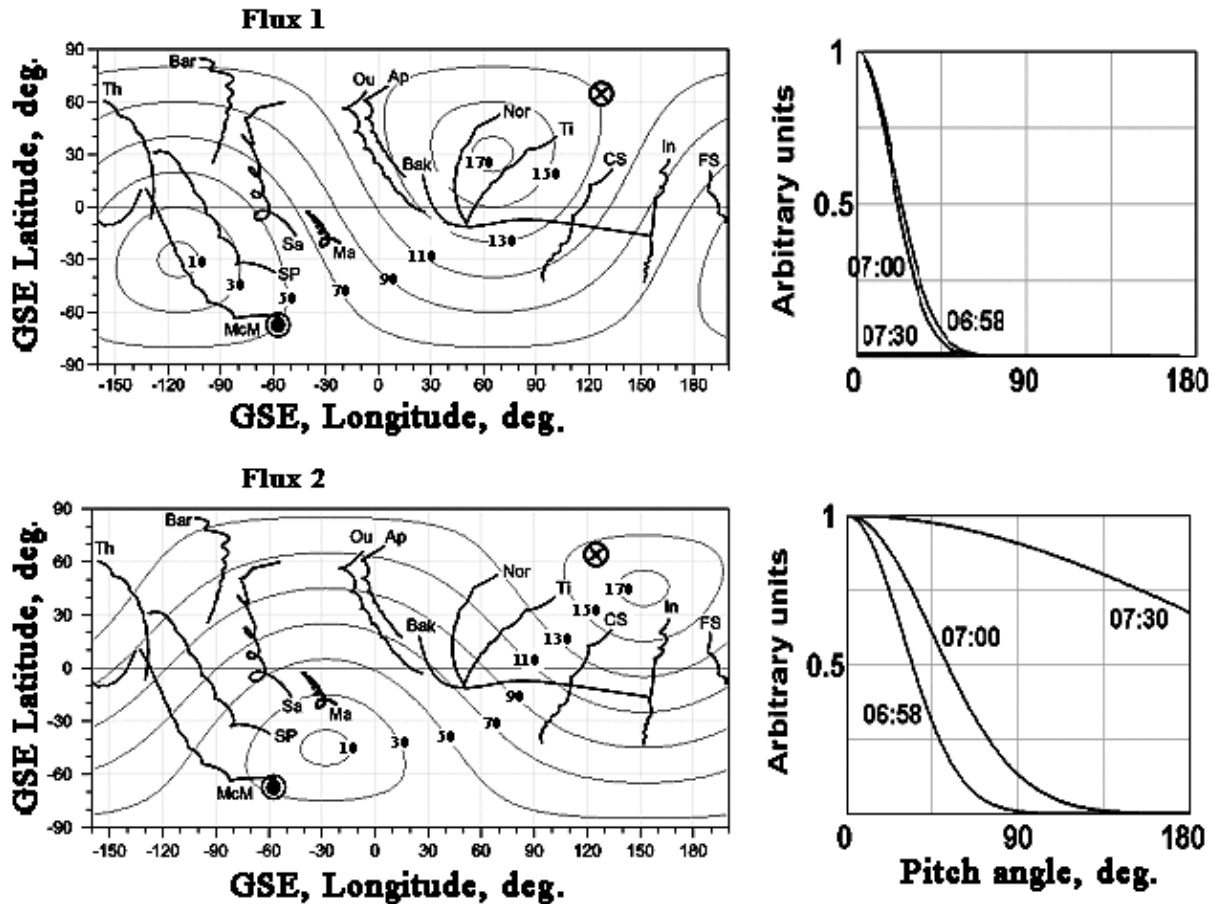 Flux 1
GSE Latitude, deg.
90
60
30
0
-30
-60
-90
Bar
Th
Ou Ap
Nor
Ti
Bak
CS
In
FS
Sa
Ma
SP
McM
170
150
130
110
90
70
50
30
10
-150 -120 -90 -60 -30 0 30 60 90 120 150 180
GSE, Longitude, deg.
Arbitrary units
1
0.5
07:00
07:30
06:58
0 90 180
Flux 2
GSE Latitude, deg.
90
60
30
0
-30
-60
-90
Bar
Th
Ou Ap
Nor
Ti
Bak
CS
In
FS
Sa
Ma
SP
McM
170
150
130
110
90
70
50
30
10
-150 -120 -90 -60 -30 0 30 60 90 120 150 180
GSE, Longitude, deg.
Arbitrary units
1
0.5
07:30
07:00
06:58
0 90 180
Pitch angle, deg.